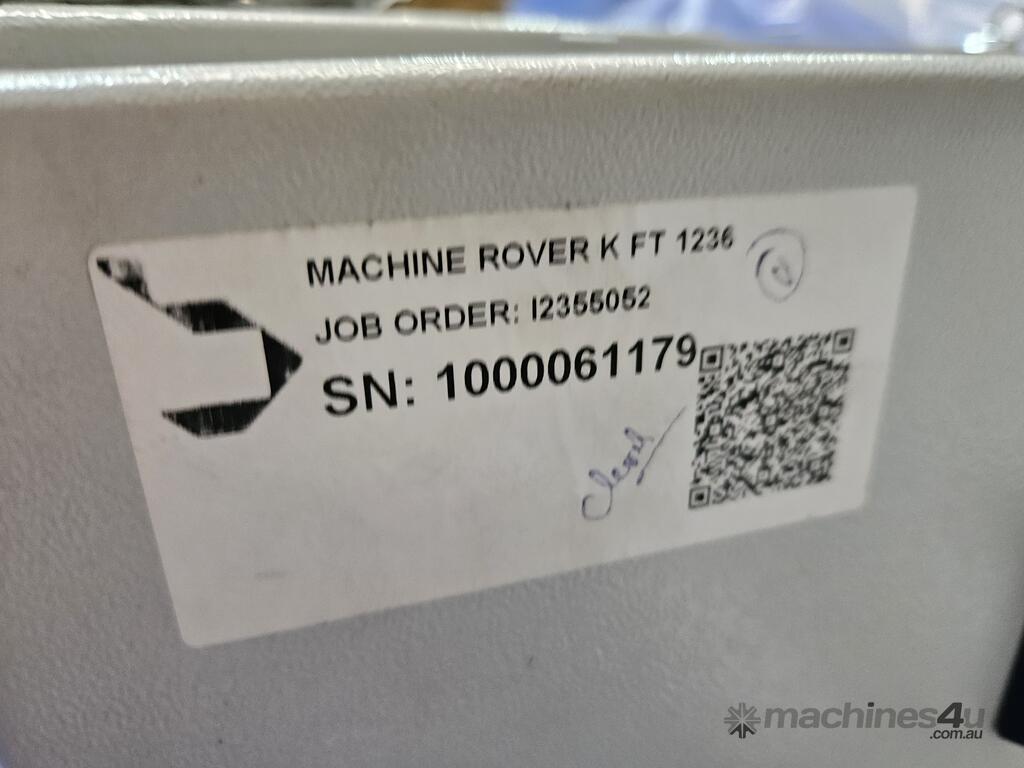 MACHINE ROVER K FT 1236
JOB ORDER: I2355052
SN: 1000061179
machines4u
.com.au